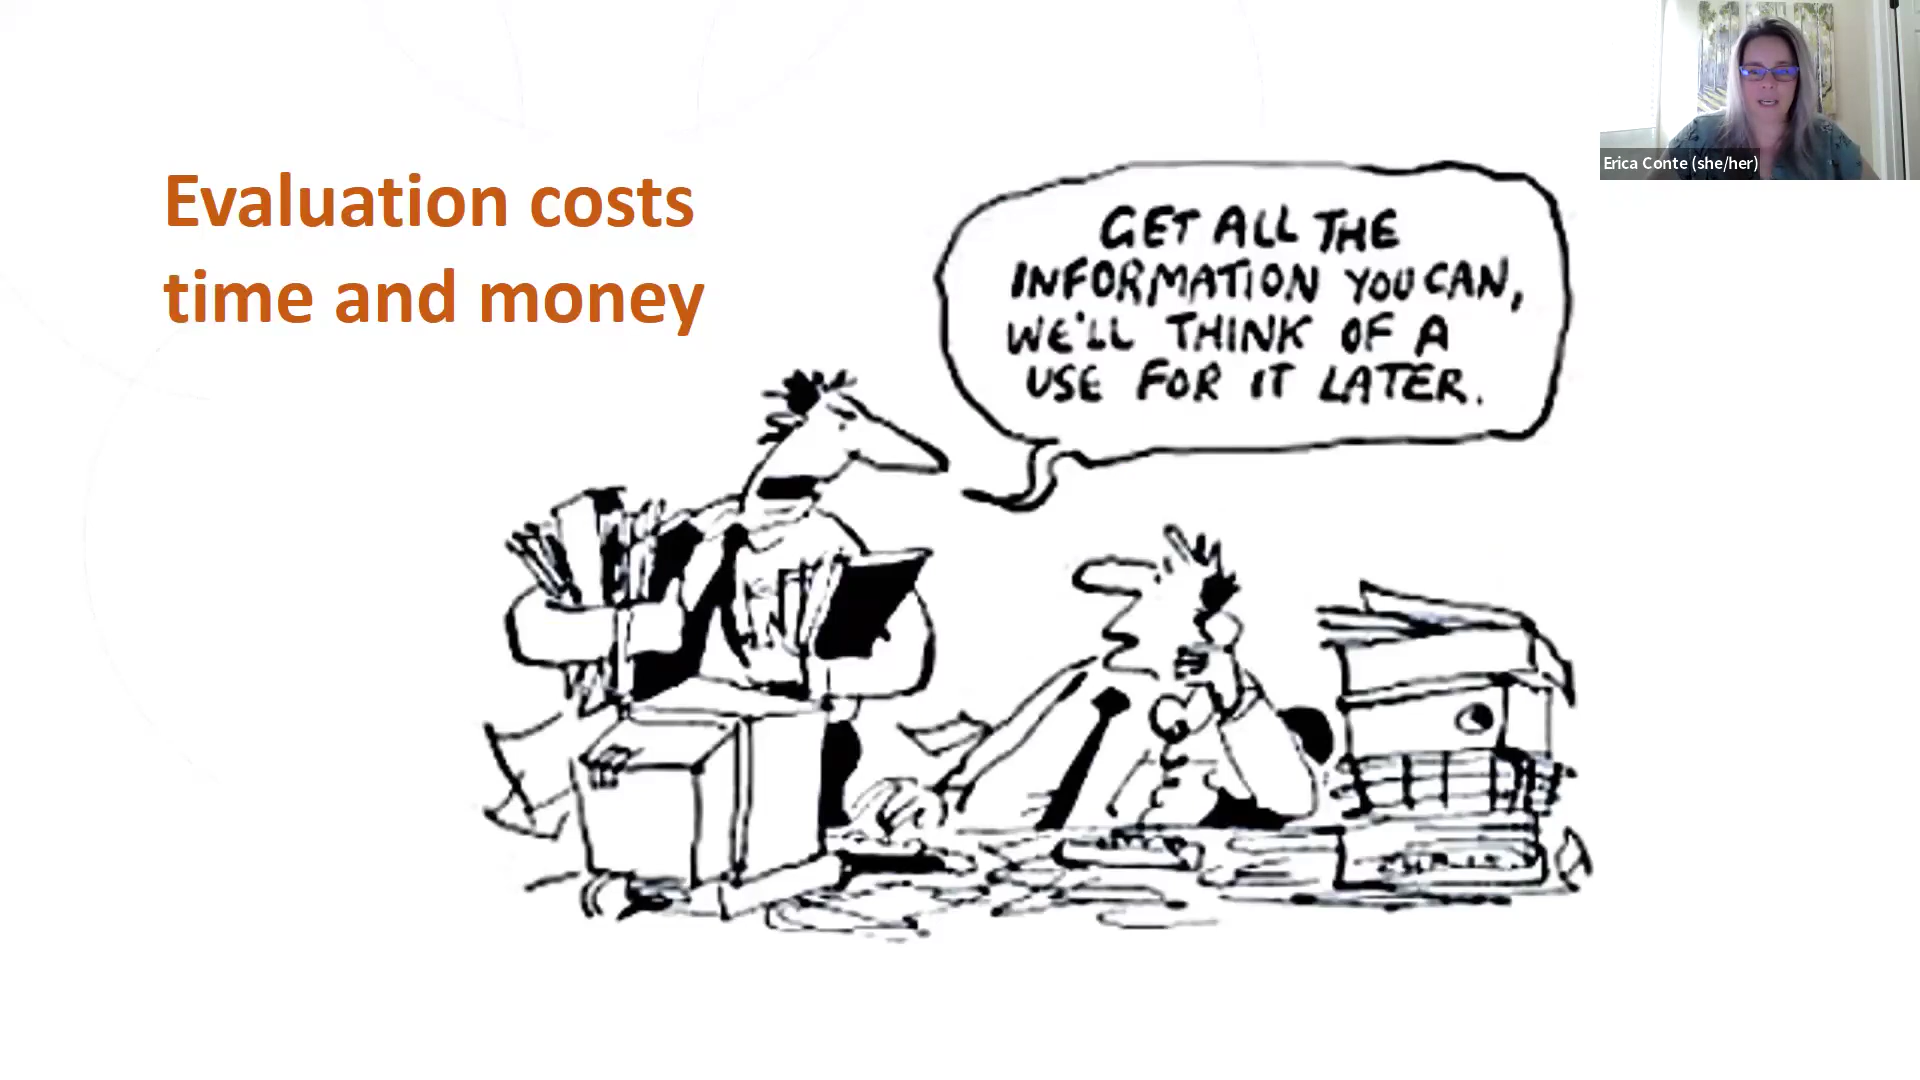 Evaluation costs
time and money
GET ALL THE
INFORMATION YOU CAN,
WE'LL THINK OF A
USE FOR IT LATER.
Erica Conte (she/her)